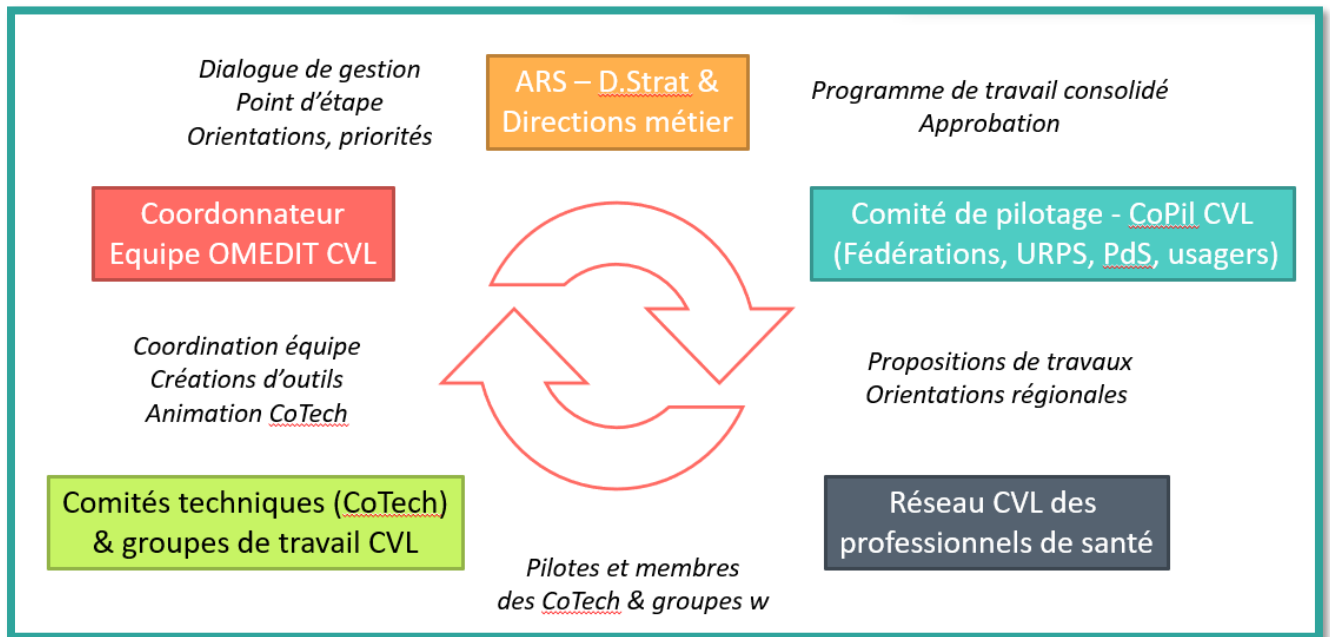 Dialogue de gestion
Point d'étape
Orientations, priorités
ARS – D.Strat &
Directions métier
Programme de travail consolidé
Approbation
Coordonnateur
Equipe OMEDIT CVL
Comité de pilotage - CoPil CVL
(Fédérations, URPS, PdS, usagers)
Coordination équipe
Créations d'outils
Animation CoTech
Propositions de travaux
Orientations régionales
Comités techniques (CoTech)
& groupes de travail CVL
Réseau CVL des
professionnels de santé
Pilotes et membres
des CoTech & groupes w